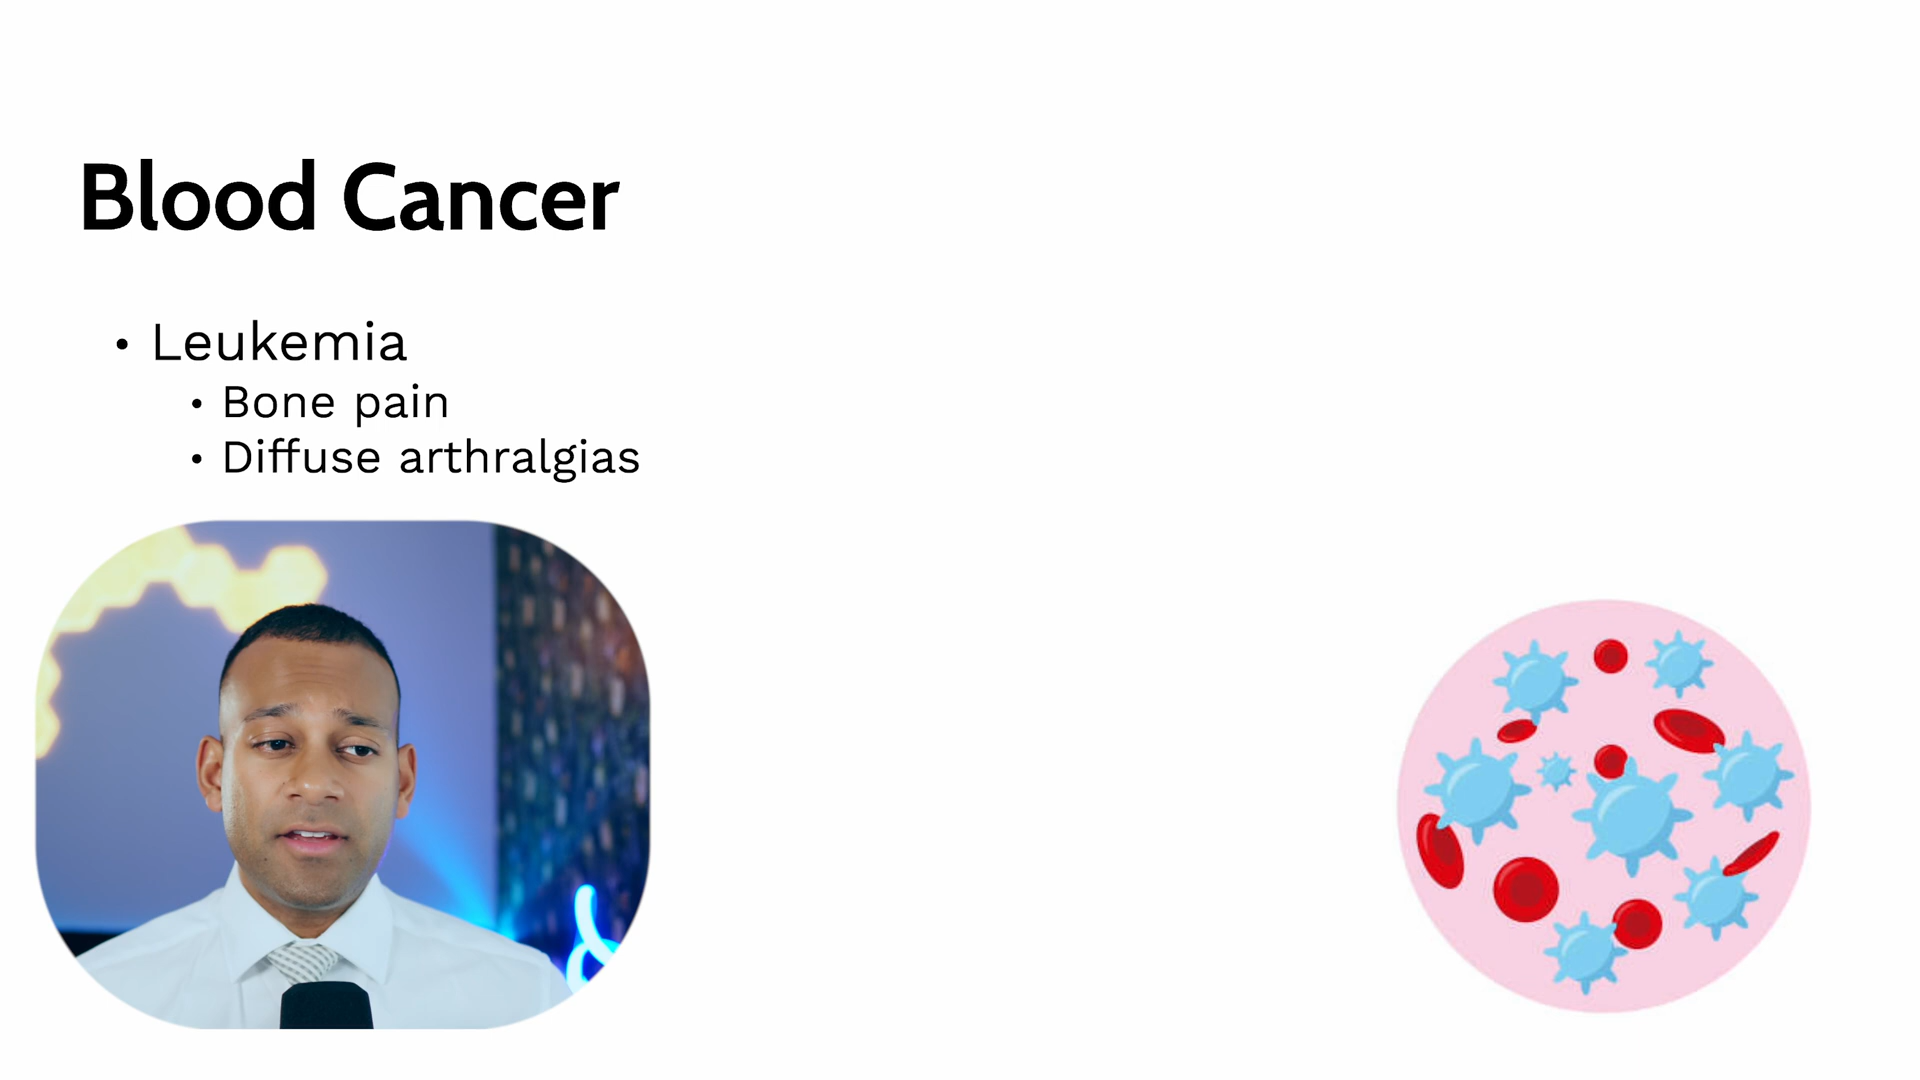 Blood Cancer
• Leukemia
• Bone pain
• Diffuse arthralgias